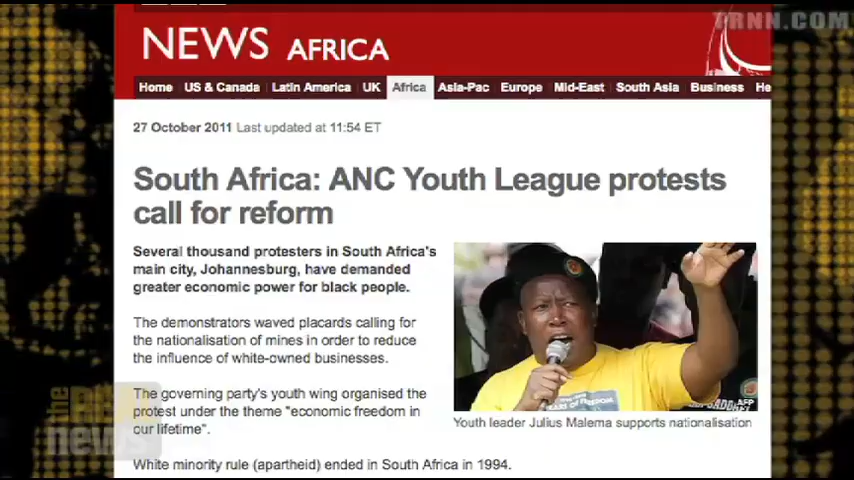 TRNN.COM
NEWS AFRICA
Home US & Canada Latin America UK Africa Asia-Pac Europe Mid-East South Asia Business He
27 October 2011 Last updated at 11:54 ET
South Africa: ANC Youth League protests
call for reform
Several thousand protesters in South Africa's
main city, Johannesburg, have demanded
greater economic power for black people.
The demonstrators waved placards calling for
the nationalisation of mines in order to reduce
the influence of white-owned businesses.
The governing party's youth wing organised the
protest under the theme "economic freedom in
our lifetime".
White minority rule (apartheid) ended in South Africa in 1994.
AFP
Youth leader Julius Malema supports nationalisation
the
REAL
news